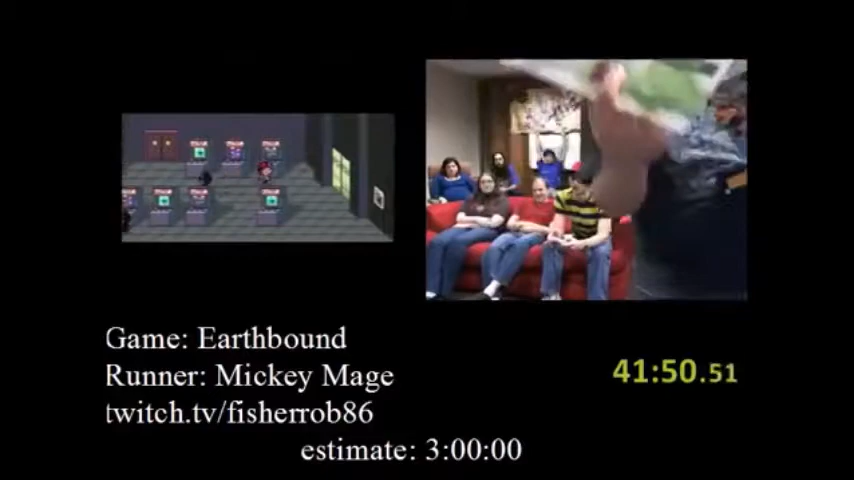 Game: Earthbound
Runner: Mickey Mage
twitch.tv/fisherrob86
estimate: 3:00:00
41:50.51